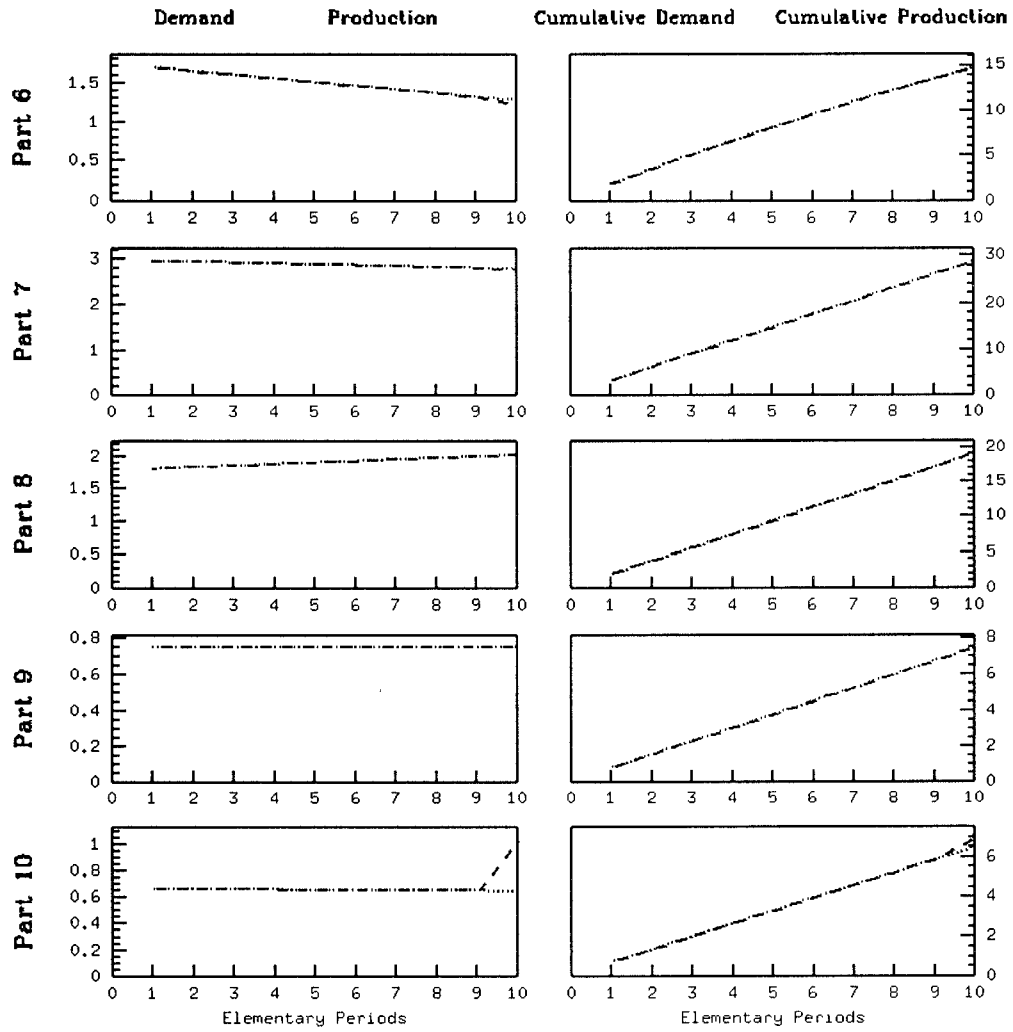 Demand Production Cumulative Demand Cumulative Production
Part 6
1.5
1
0.5
0
0 1 2 3 4 5 6 7 8 9 10
15
10
5
0
0 1 2 3 4 5 6 7 8 9 10
Part 7
3
2
1
0
0 1 2 3 4 5 6 7 8 9 10
30
20
10
0
0 1 2 3 4 5 6 7 8 9 10
Part 8
2
1.5
1
0.5
0
0 1 2 3 4 5 6 7 8 9 10
20
15
10
5
0
0 1 2 3 4 5 6 7 8 9 10
Part 9
0.8
0.6
0.4
0.2
0
0 1 2 3 4 5 6 7 8 9 10
8
6
4
2
0
0 1 2 3 4 5 6 7 8 9 10
Part 10
1
0.8
0.6
0.4
0.2
0
0 1 2 3 4 5 6 7 8 9 10
Elementary Periods
6
4
2
0
0 1 2 3 4 5 6 7 8 9 10
Elementary Periods